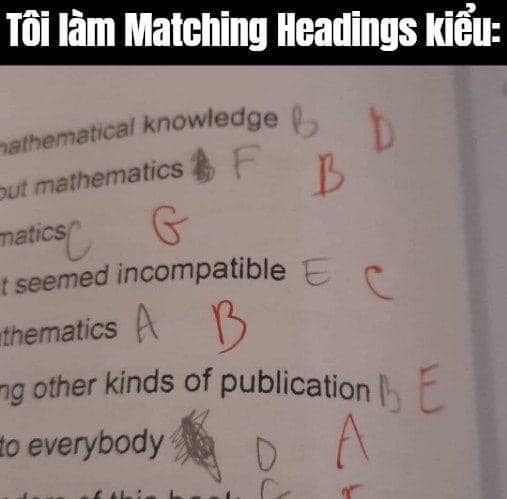 Tôi làm Matching Headings kiểu:
mathematical knowledge B D
out mathematics F B
matics C G
t seemed incompatible E C
thematics A B
ng other kinds of publication B E
to everybody D A